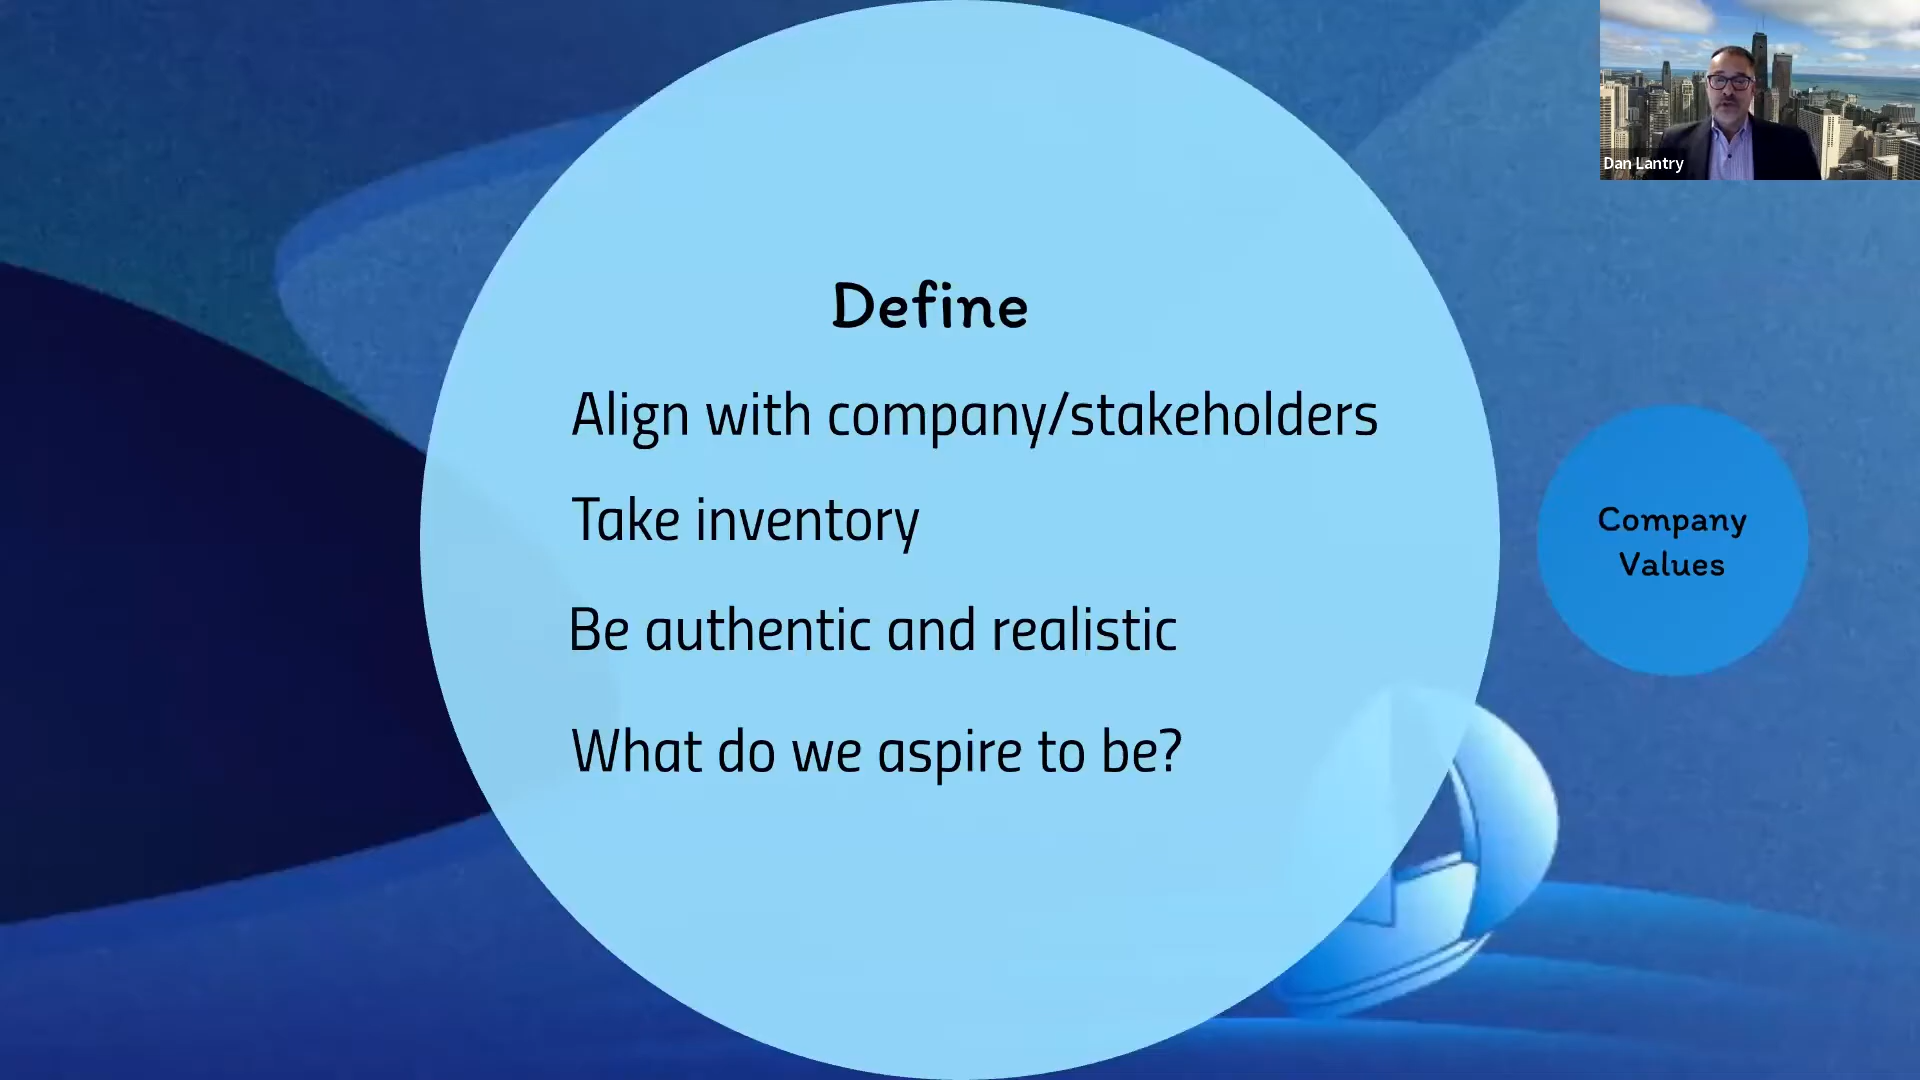 Dan Lantry
Define
Align with company/stakeholders
Take inventory
Be authentic and realistic
What do we aspire to be?
Company
Values